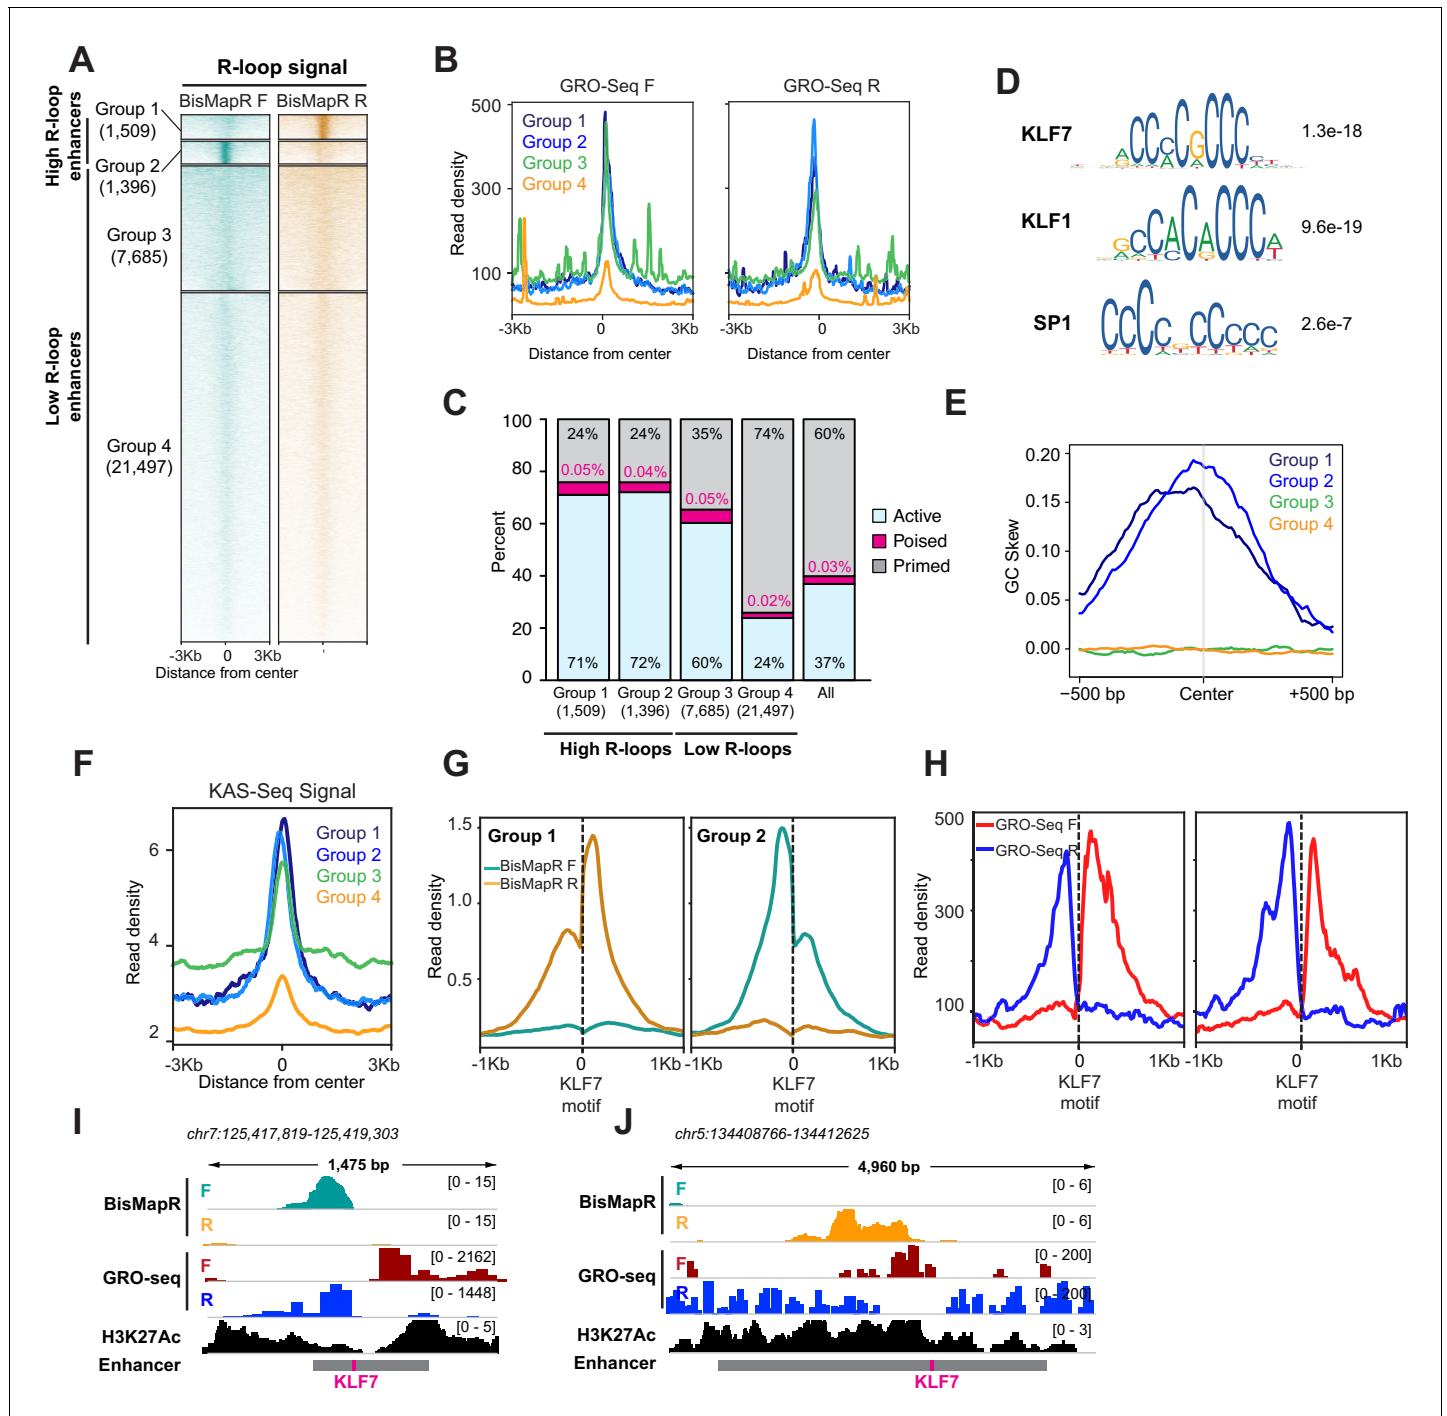 A
R-loop signal
BisMapR F BisMapR R
High R-loop enhancers
Group 1
(1,509)
Group 2
(1,396)
Low R-loop enhancers
Group 3
(7,685)
Group 4
(21,497)
-3Kb 0 3Kb
Distance from center
B
GRO-Seq F GRO-Seq R
Read density
500
300
100
Group 1
Group 2
Group 3
Group 4
-3Kb 0 3Kb -3Kb 0 3Kb
Distance from center Distance from center
C
Percent
100
80
60
40
20
0
24% 24% 35% 74% 60%
0.05% 0.04% 0.05% 0.02% 0.03%
71% 72% 60% 24% 37%
Active
Poised
Primed
Group 1 Group 2 Group 3 Group 4 All
(1,509) (1,396) (7,685) (21,497)
High R-loops Low R-loops
D
KLF7 1.3e-18
KLF1 9.6e-19
SP1 2.6e-7
E
GC Skew
0.20
0.15
0.10
0.05
0.00
Group 1
Group 2
Group 3
Group 4
−500 bp Center +500 bp
F
KAS-Seq Signal
Read density
6
4
2
Group 1
Group 2
Group 3
Group 4
-3Kb 0 3Kb
Distance from center
G
Read density
1.5
1.0
0.5
Group 1 Group 2
BisMapR F
BisMapR R
-1Kb 0 1Kb -1Kb 0 1Kb
KLF7 motif KLF7 motif
H
Read density
500
300
100
GRO-Seq F
GRO-Seq R
-1Kb 0 1Kb -1Kb 0 1Kb
KLF7 motif KLF7 motif
I
chr7:125,417,819-125,419,303
1,475 bp
BisMapR
F [0 - 15]
R [0 - 15]
GRO-seq
F [0 - 2162]
R [0 - 1448]
H3K27Ac [0 - 5]
Enhancer
KLF7
J
chr5:134408766-134412625
4,960 bp
BisMapR
F [0 - 6]
R [0 - 6]
GRO-seq
F [0 - 200]
R [0 - 200]
H3K27Ac [0 - 3]
Enhancer
KLF7